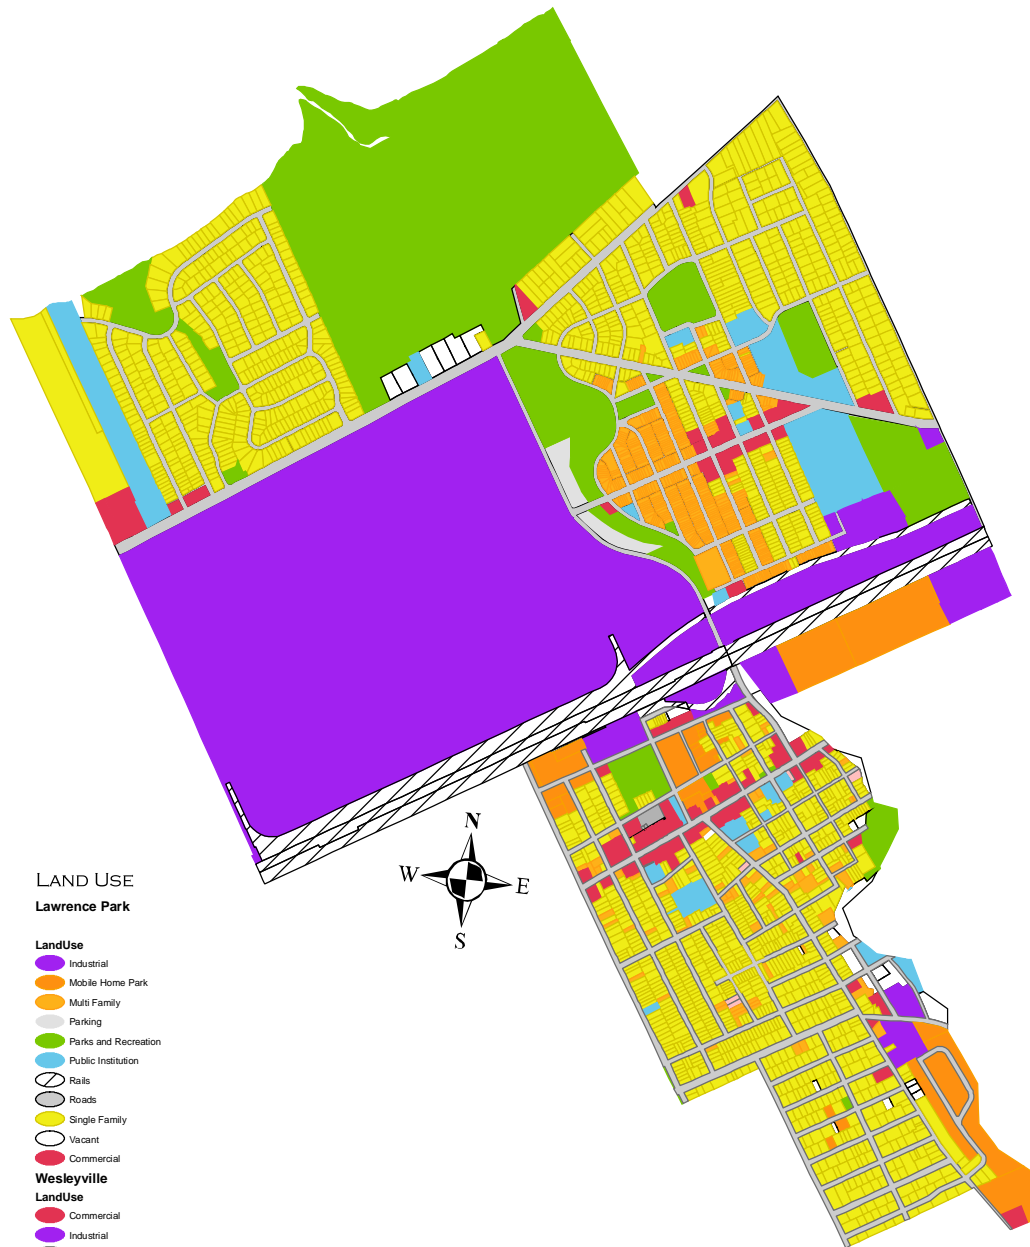 N
W
E
S
LAND USE
Lawrence Park
LandUse
Industrial
Mobile Home Park
Multi Family
Parking
Parks and Recreation
Public Institution
Rails
Roads
Single Family
Vacant
Commercial
Wesleyville
LandUse
Commercial
Industrial